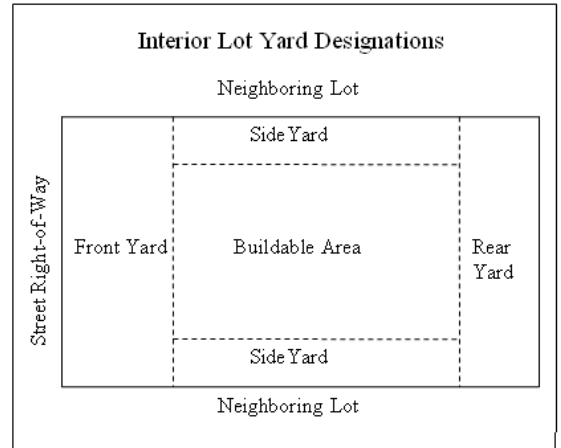 Interior Lot Yard Designations
Neighboring Lot
Side Yard
Street Right-of-Way
Front Yard
Buildable Area
Rear
Yard
Side Yard
Neighboring Lot